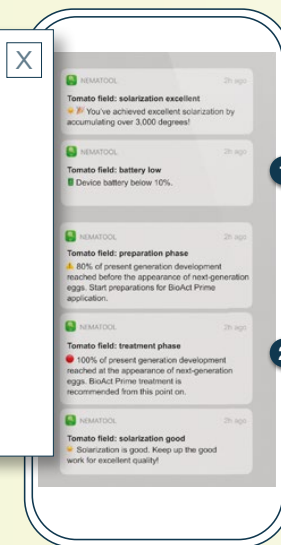 X
NEMATOOL 2h ago
Tomato field: solarization excellent
You've achieved excellent solarization by
accumulating over 3,000 degrees!
NEMATOOL 2h ago
Tomato field: battery low
Device battery below 10%.
NEMATOOL 2h ago
Tomato field: preparation phase
80% of present generation development
reached before the appearance of next-generation
eggs. Start preparations for BioAct Prime
application.
NEMATOOL 2h ago
Tomato field: treatment phase
100% of present generation development
reached at the appearance of next-generation
eggs. BioAct Prime treatment is
recommended from this point on.
NEMATOOL 2h ago
Tomato field: solarization good
Solarization is good. Keep up the good
work for excellent quality!